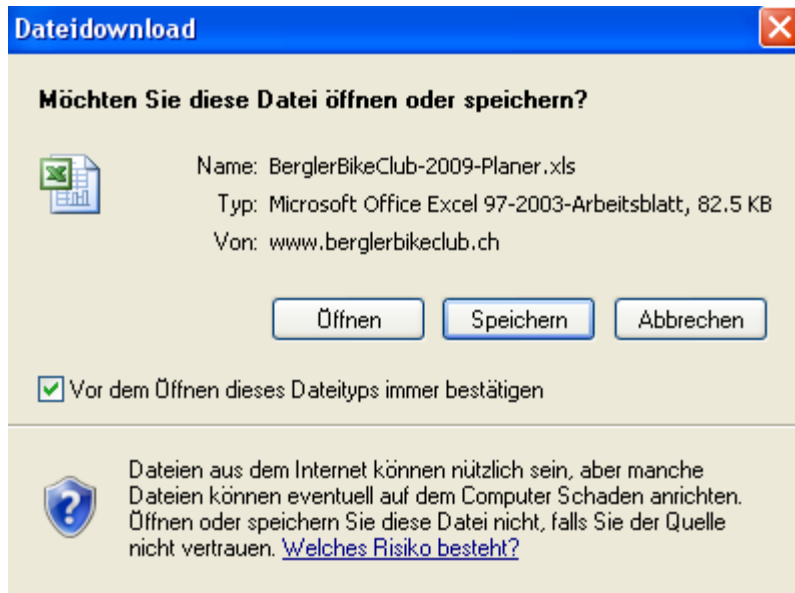 Dateidownload
Möchten Sie diese Datei öffnen oder speichern?
Name: BerglerBikeClub-2009-Planer.xls
Typ: Microsoft Office Excel 97-2003-Arbeitsblatt, 82.5 KB
Von: www.berglerbikeclub.ch
Öffnen Speichern Abbrechen
Vor dem Öffnen dieses Dateityps immer bestätigen
Dateien aus dem Internet können nützlich sein, aber manche
Dateien können eventuell auf dem Computer Schaden anrichten.
Öffnen oder speichern Sie diese Datei nicht, falls Sie der Quelle
nicht vertrauen. Welches Risiko besteht?